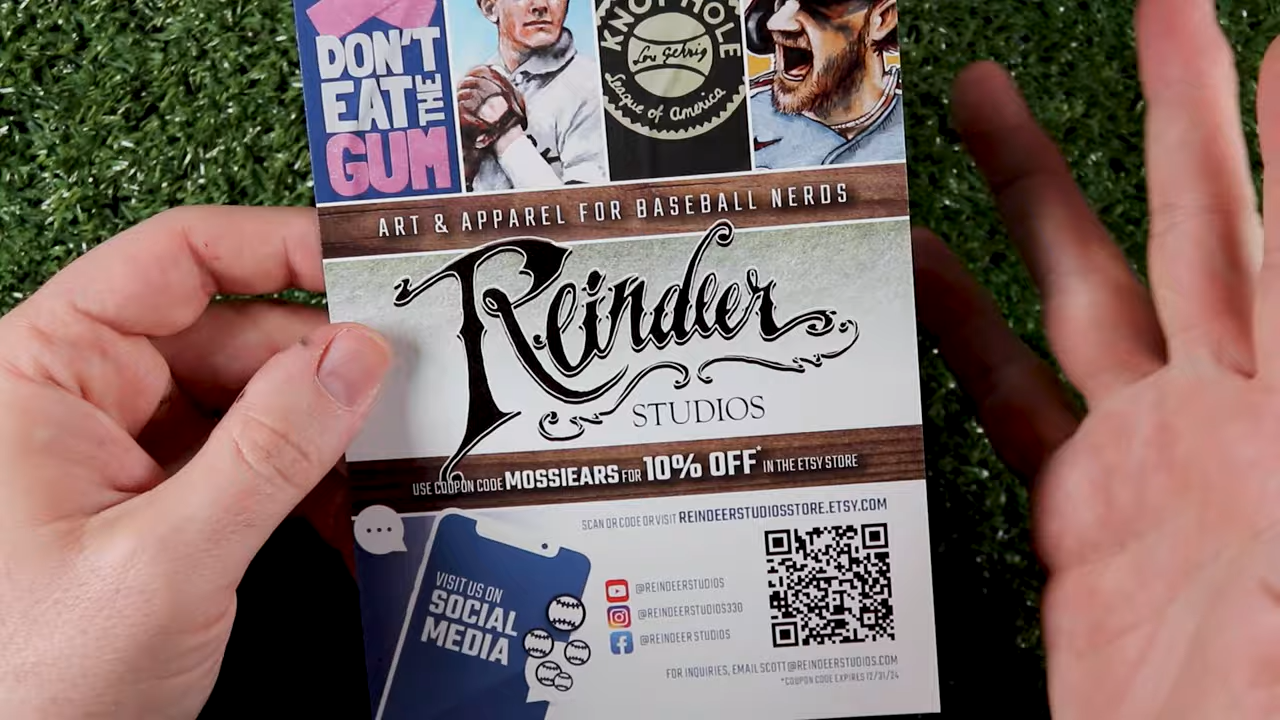 DON'T
EAT THE
GUM
KNOT HOLE
Lou Gehrig
League of America
ART & APPAREL FOR BASEBALL NERDS
Reindeer
STUDIOS
USE COUPON CODE MOSSIEARS FOR 10% OFF* IN THE ETSY STORE
SCAN QR CODE OR VISIT REINDEERSTUDIOSSTORE.ETSY.COM
VISIT US ON
SOCIAL
MEDIA
@REINDEERSTUDIOS
@REINDEERSTUDIOS330
@REINDEERSTUDIOS
FOR INQUIRIES, EMAIL SCOTT@REINDEERSTUDIOS.COM
*COUPON CODE EXPIRES 12/31/24